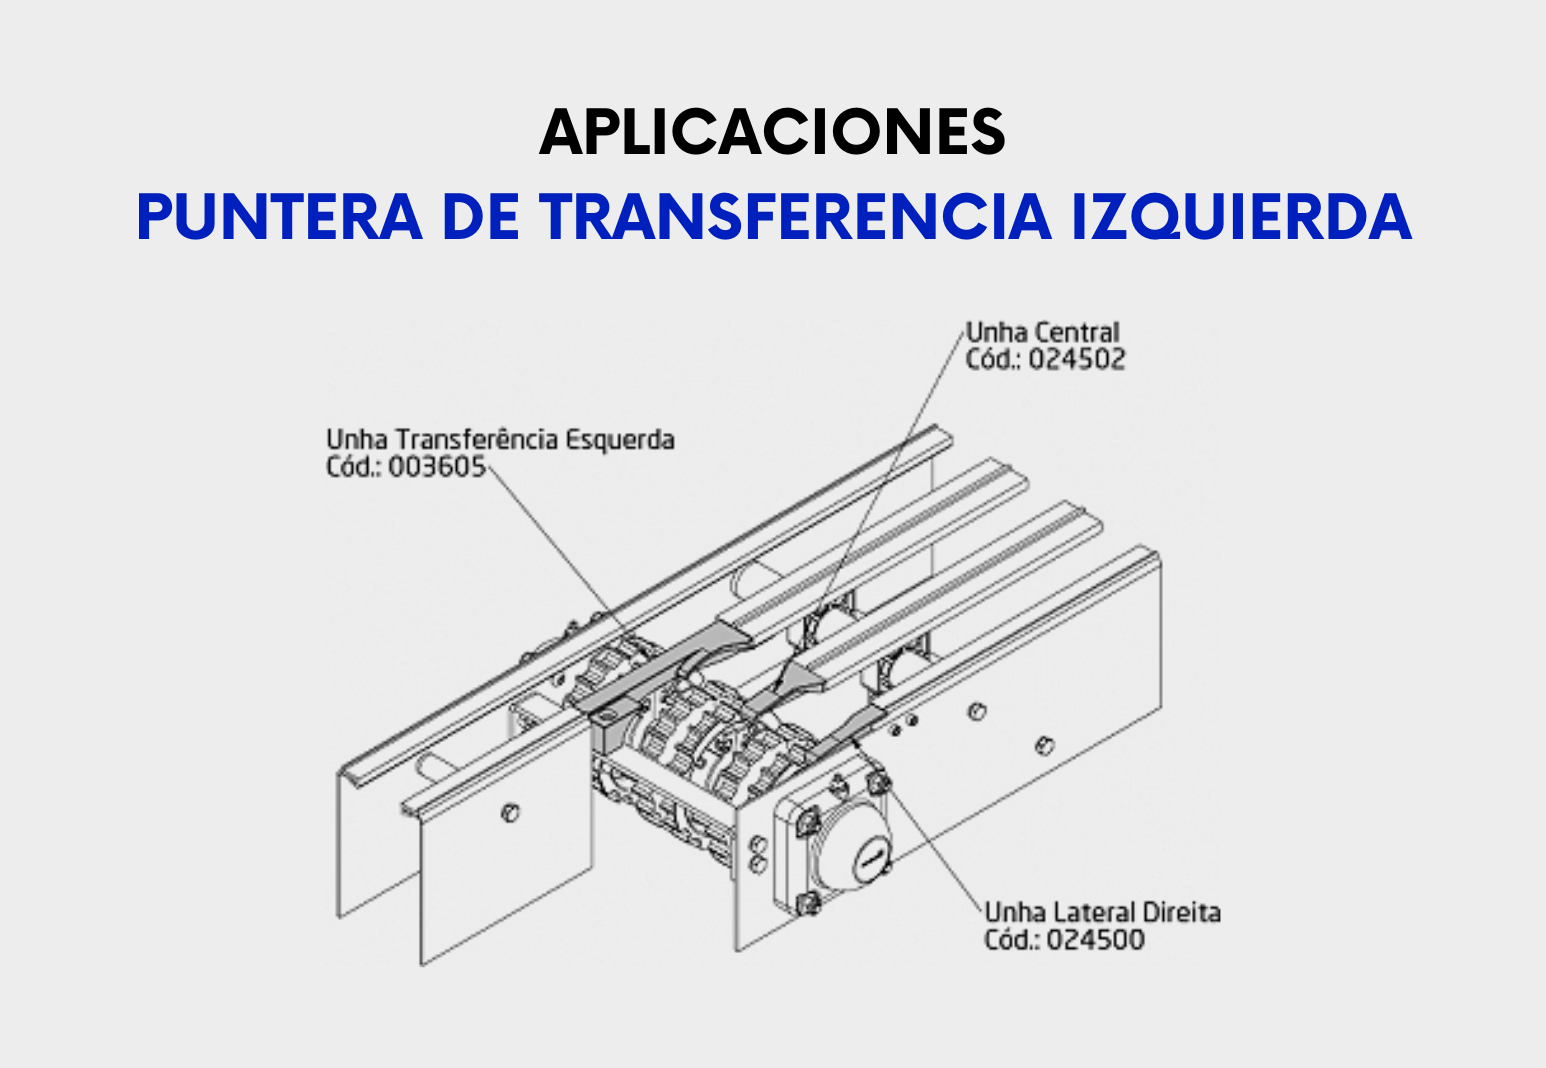 APLICACIONES
PUNTERA DE TRANSFERENCIA IZQUIERDA
Unha Central
Cód.: 024502
Unha Transferência Esquerda
Cód.: 003605
Unha Lateral Direita
Cód.: 024500